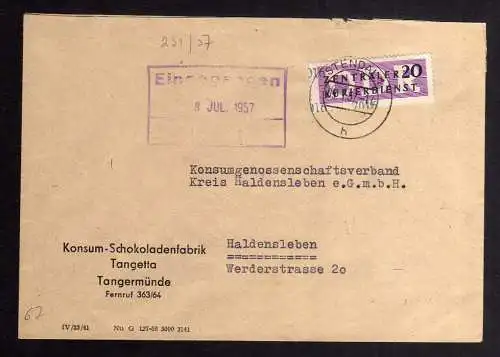 231/57
Eingegangen
8 JUL. 1957
ZENTRALER 20
KURIERDIENST
h
Konsumgenossenschaftsverband
Kreis Haldensleben e.G.m.b.H.
Haldensleben
============
Werderstrasse 2o
Konsum-Schokoladenfabrik
Tangetta
Tangermünde
Fernruf 363/64
62